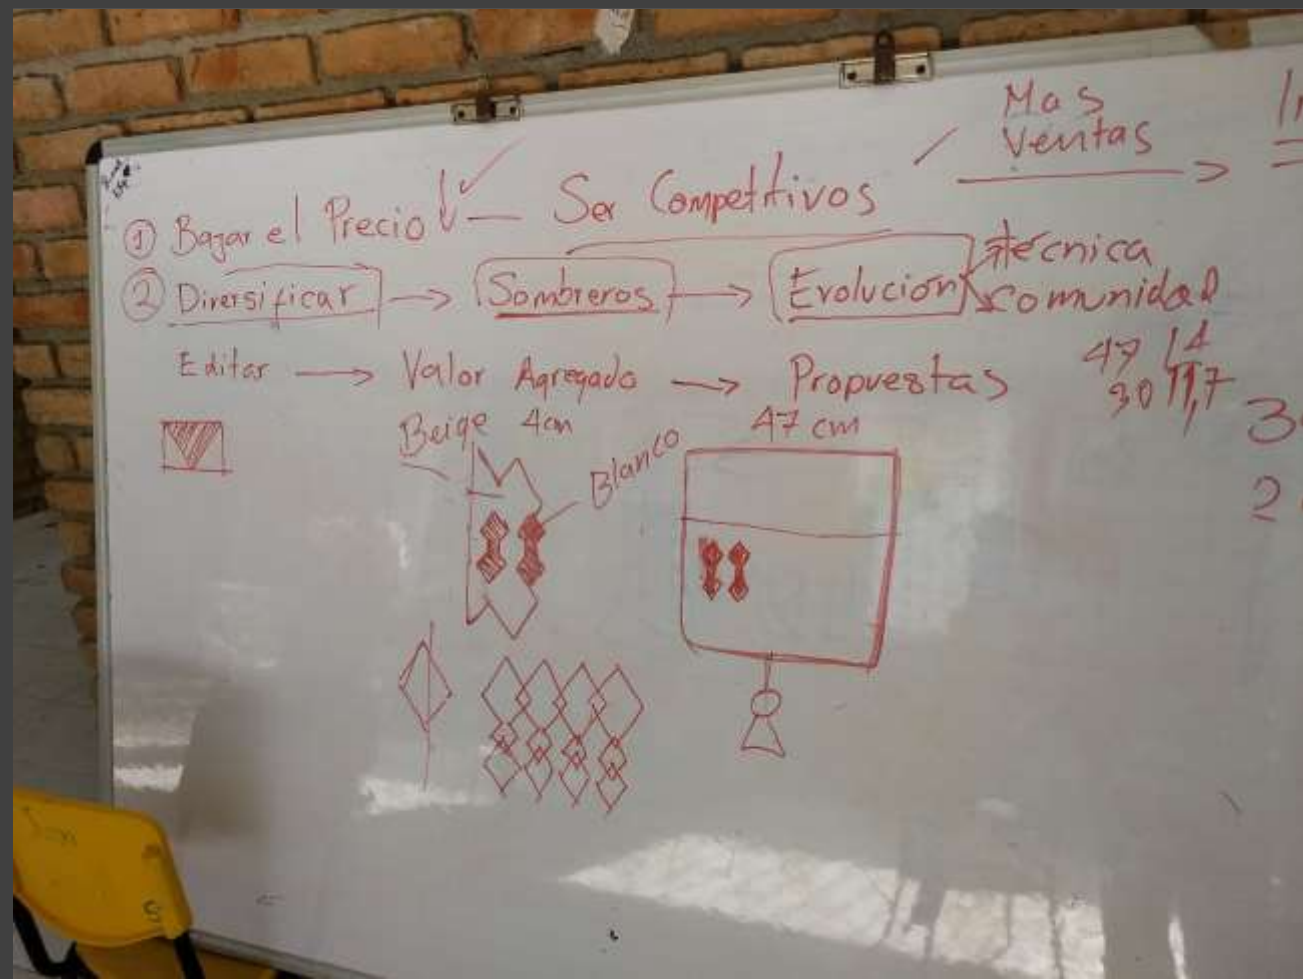 Mas
Ventas
① Bajar el Precio ↓ — Ser Competitivos
② Diversificar → Sombreros → Evolución técnica
comunidad
Editar → Valor Agregado → Propuestas
47 14
30 11,7
Beige 4cm
Blanco
47 cm
3
2